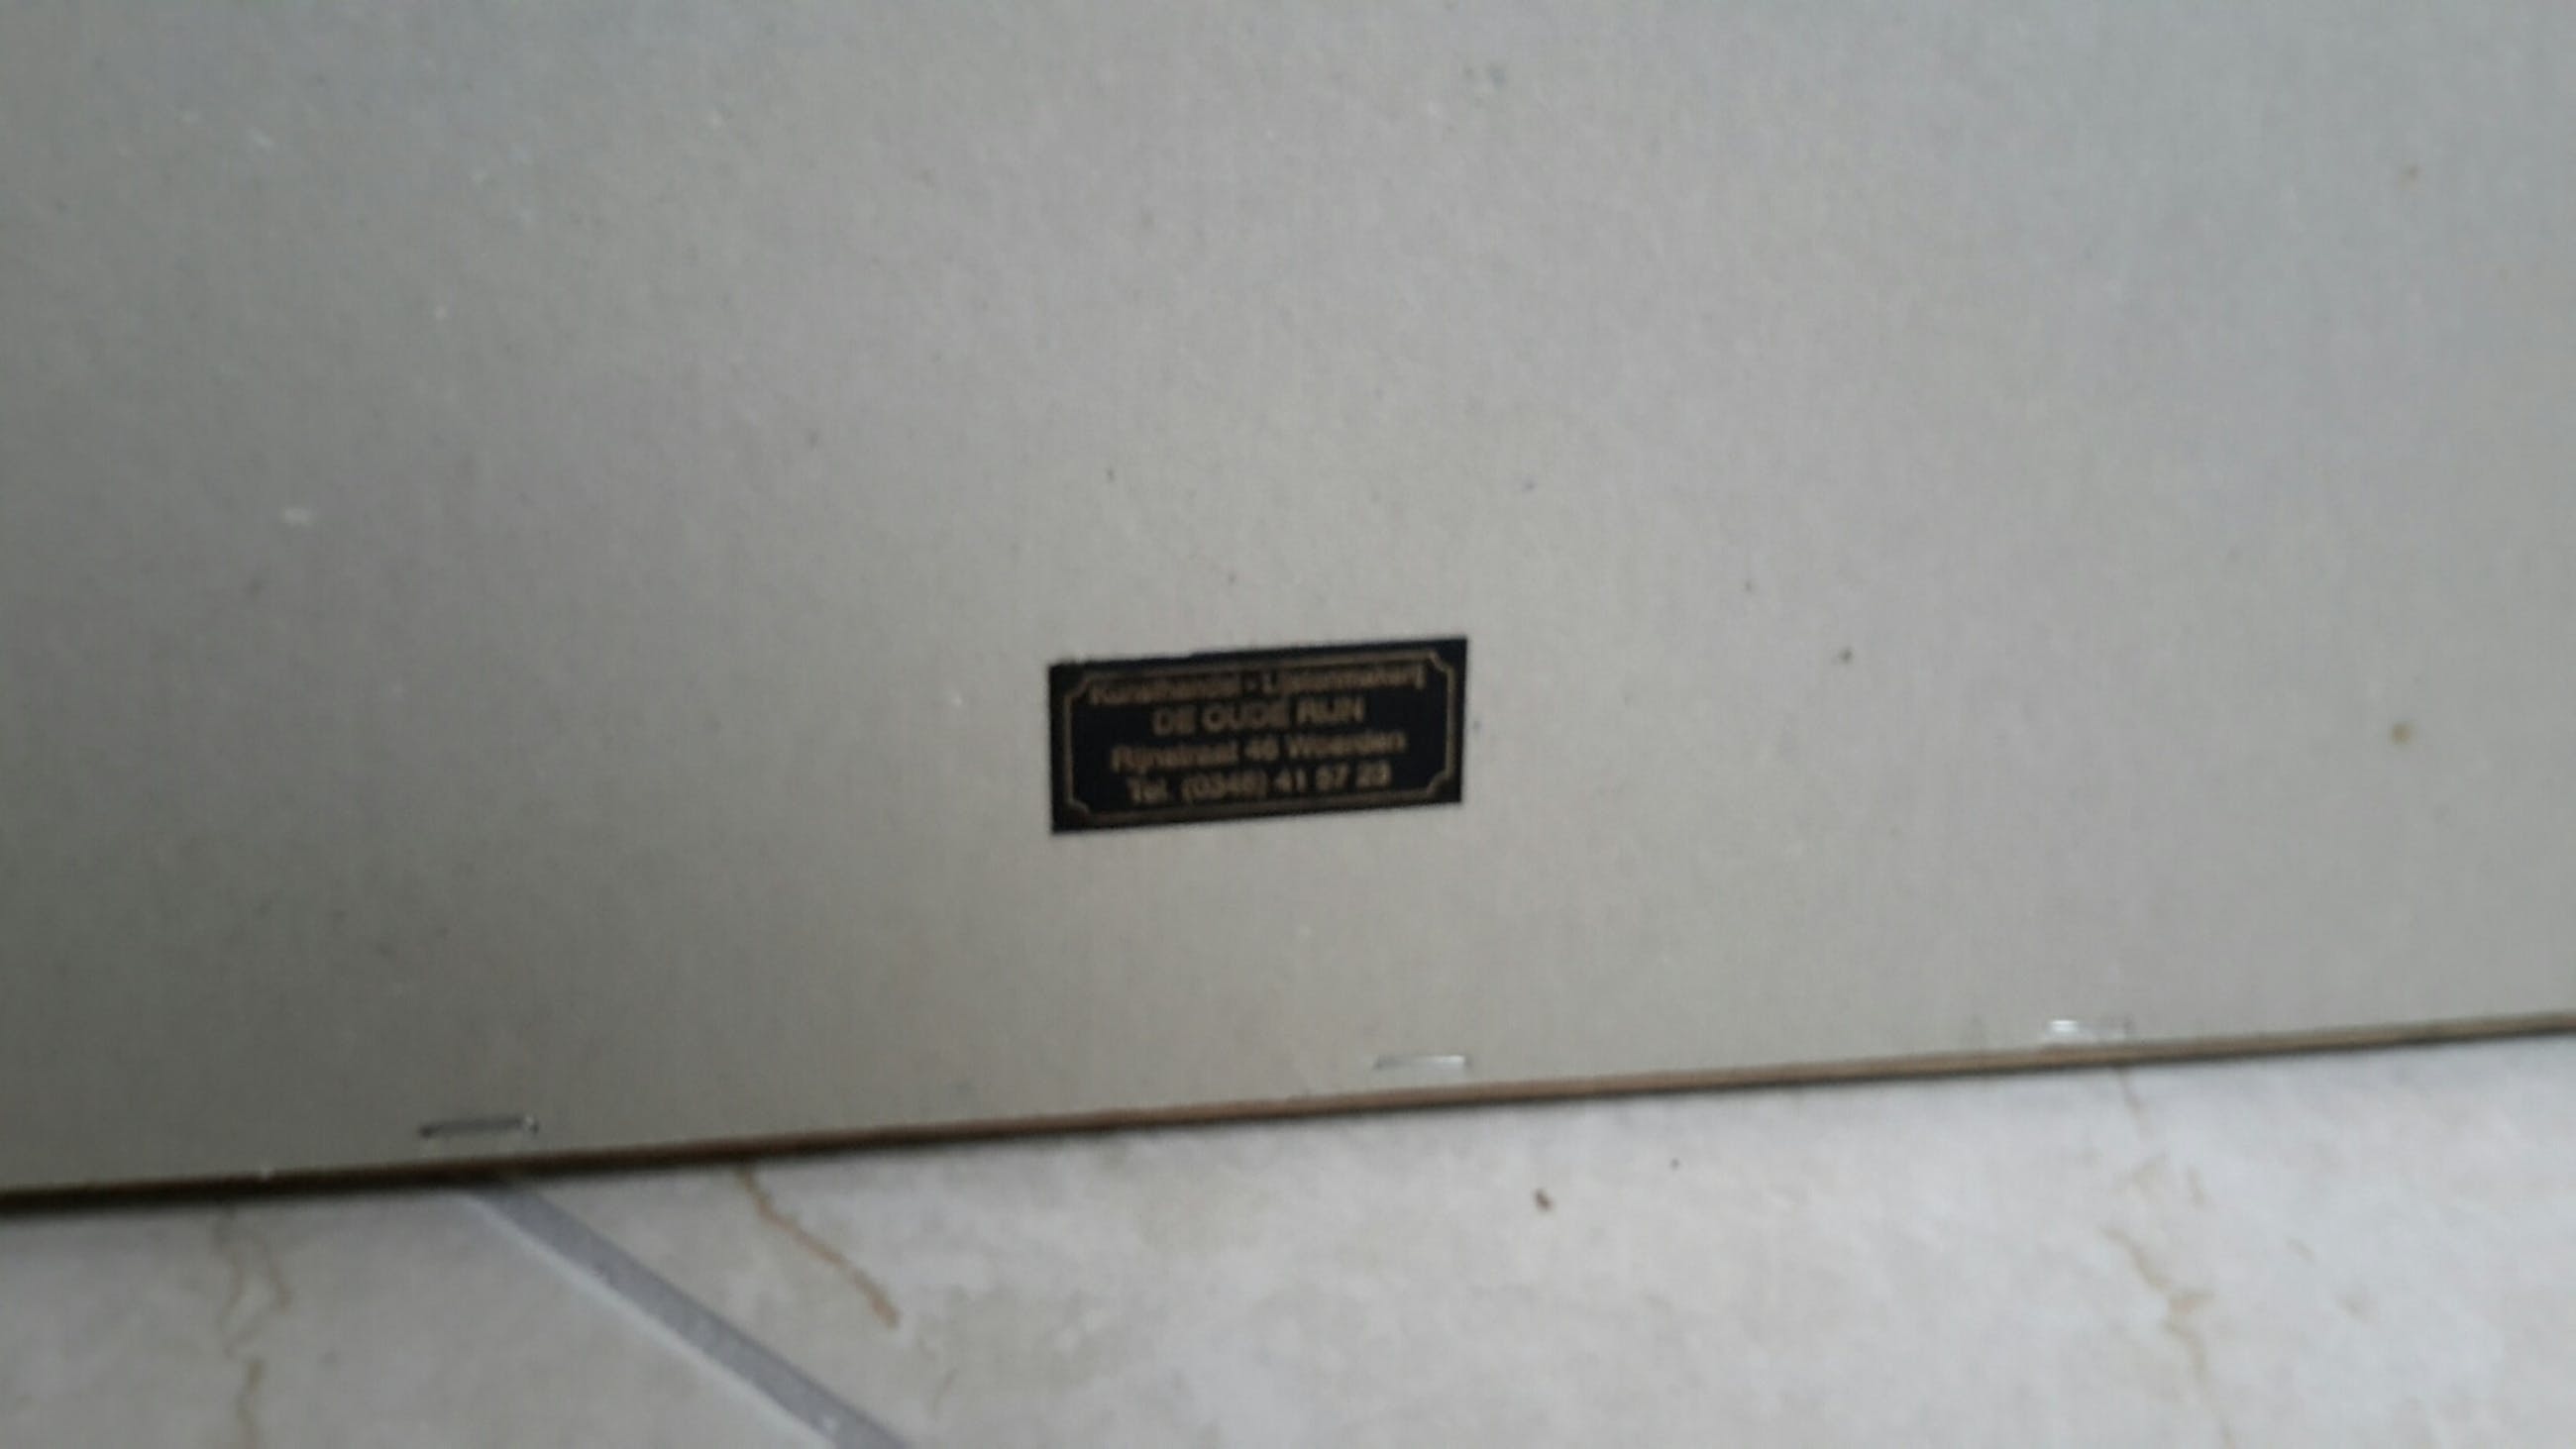 Kunsthandel - Lijstenmakerij
DE OUDE RIJN
Rijnstraat 46 Woerden
Tel. (0348) 41 57 23